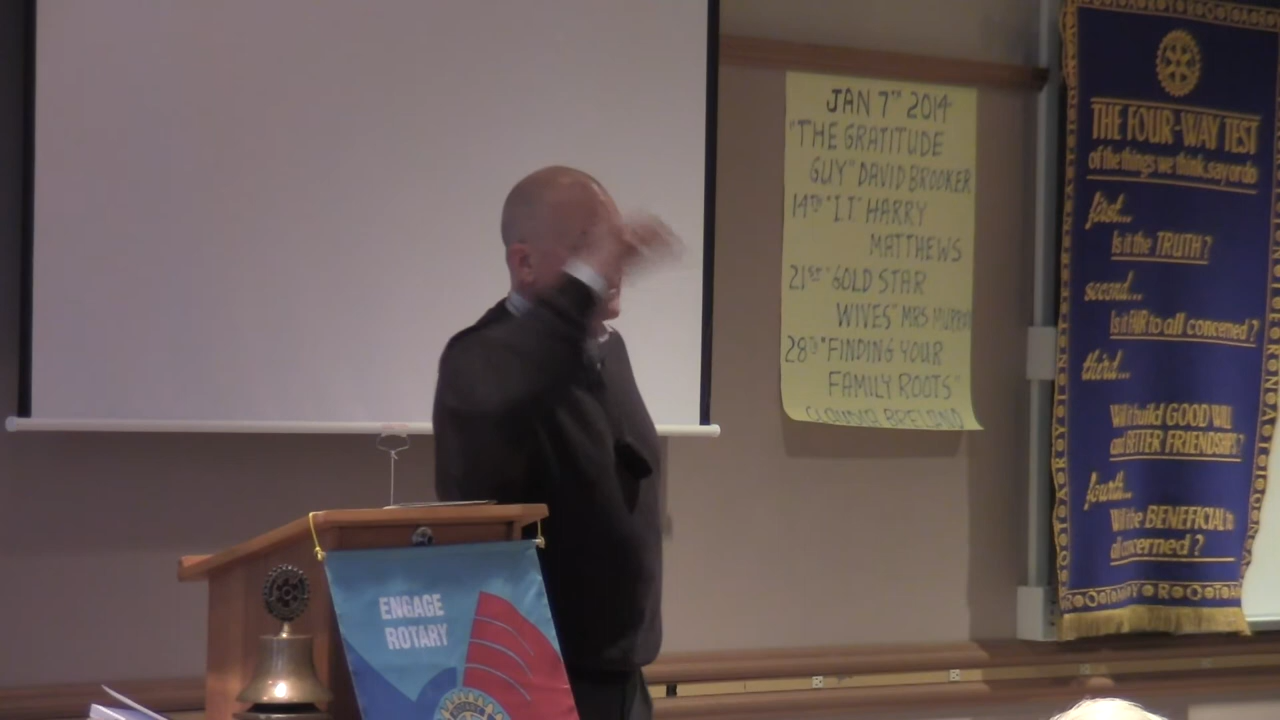 JAN 7TH 2014
"THE GRATITUDE
GUY" DAVID BROOKER
14TH "LT" HARRY
MATTHEWS
21ST "GOLD STAR
WIVES" MRS
28TH "FINDING YOUR
FAMILY ROOTS"
CLAUDIA BRELAND
THE FOUR-WAY TEST
of the things we think, say or do
first...
Is it the TRUTH?
second...
Is it FAIR to all concerned?
third...
Will it build GOOD WILL
and BETTER FRIENDSHIPS?
fourth...
Will it be BENEFICIAL to
all concerned?
ENGAGE
ROTARY